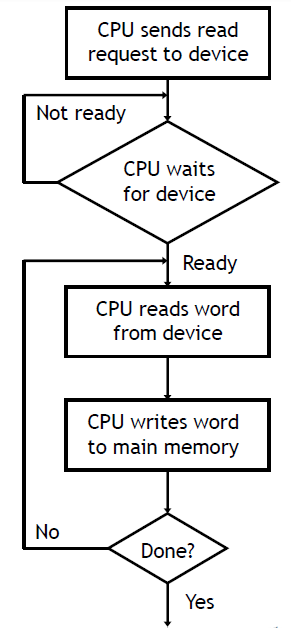 CPU sends read
request to device
Not ready
CPU waits
for device
Ready
CPU reads word
from device
CPU writes word
to main memory
No
Done?
Yes